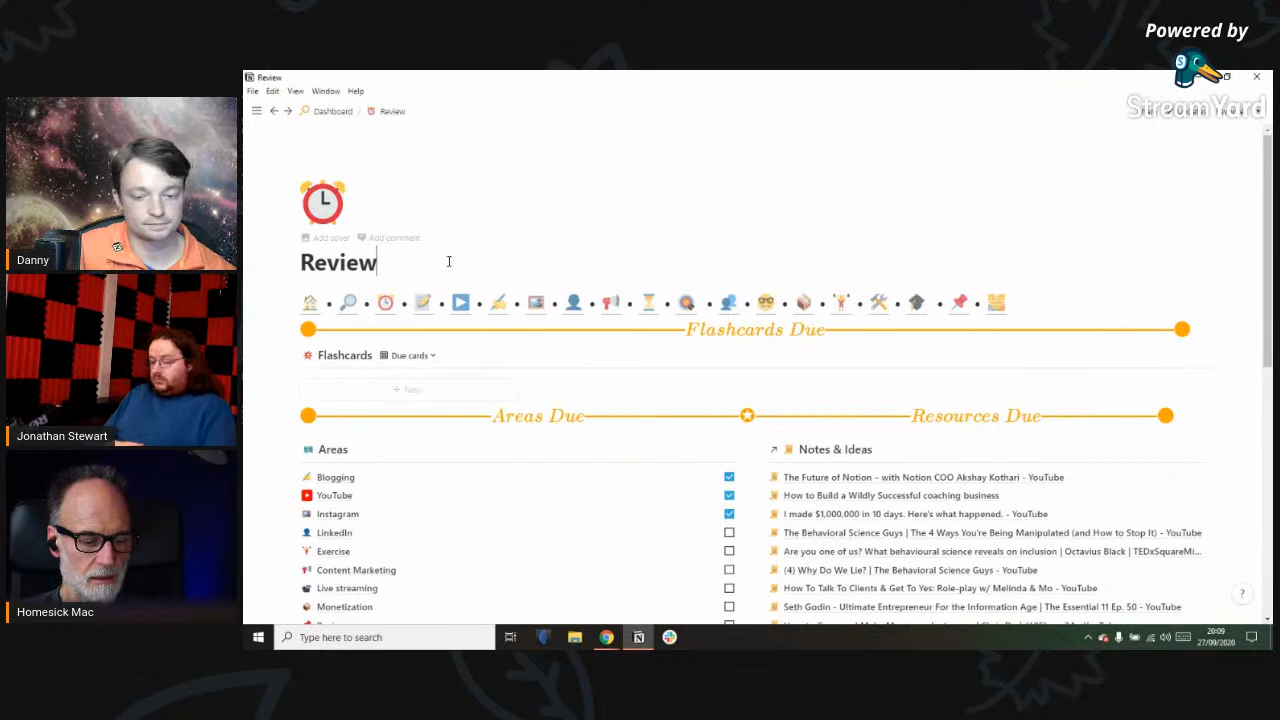 Powered by
StreamYard
Review
File Edit View Window Help
Dashboard / Review
Add cover Add comment
Review
Flashcards Due
Flashcards Due cards
+ New
Areas Due
Resources Due
Areas
Notes & Ideas
Blogging
YouTube
Instagram
LinkedIn
Exercise
Content Marketing
Live streaming
Monetization
The Future of Notion – with Notion COO Akshay Kothari - YouTube
How to Build a Wildly Successful coaching business
I made $1,000,000 in 10 days. Here's what happened. - YouTube
The Behavioral Science Guys | The 4 Ways You're Being Manipulated (and How to Stop It) - YouTube
Are you one of us? What behavioural science reveals on inclusion | Octavius Black | TEDxSquareMi...
(4) Why Do We Lie? | The Behavioral Science Guys - YouTube
How To Talk To Clients & Get To Yes: Role-play w/ Melinda & Mo - YouTube
Seth Godin - Ultimate Entrepreneur For the Information Age | The Essential 11 Ep. 50 - YouTube
?
Type here to search
20:09
27/09/2020
Danny
Jonathan Stewart
Homesick Mac